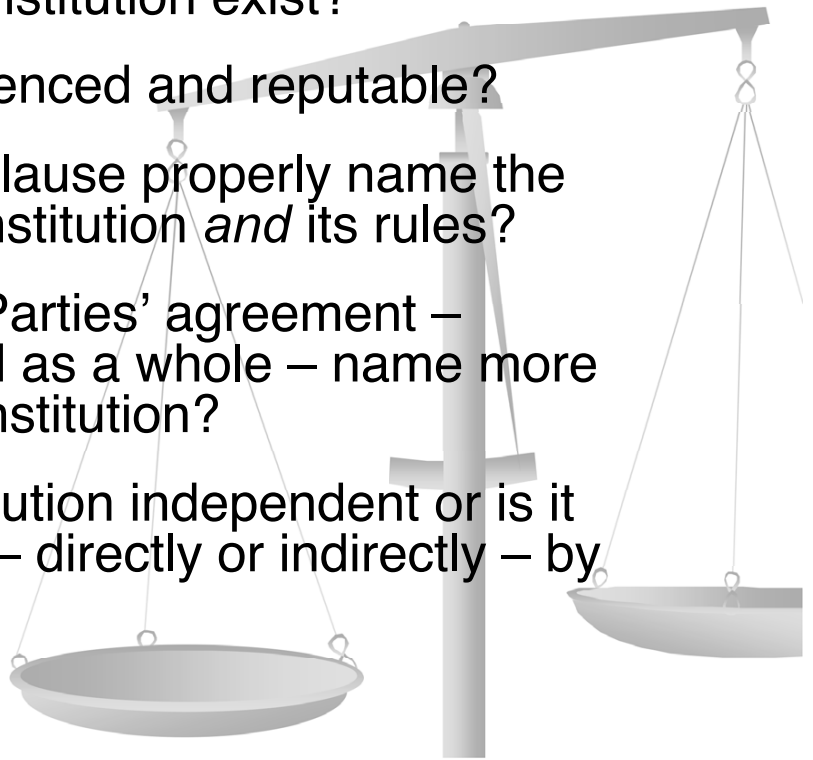 nstitution exist?
enced and reputable?
lause properly name the
nstitution and its rules?
Parties’ agreement –
l as a whole – name more
nstitution?
ution independent or is it
– directly or indirectly – by